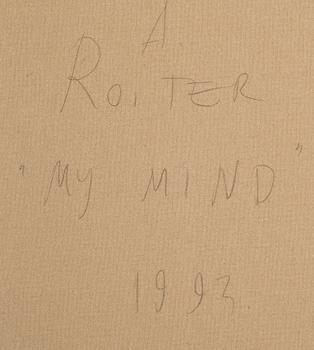 A.
ROITER
"MY MIND"
1993.